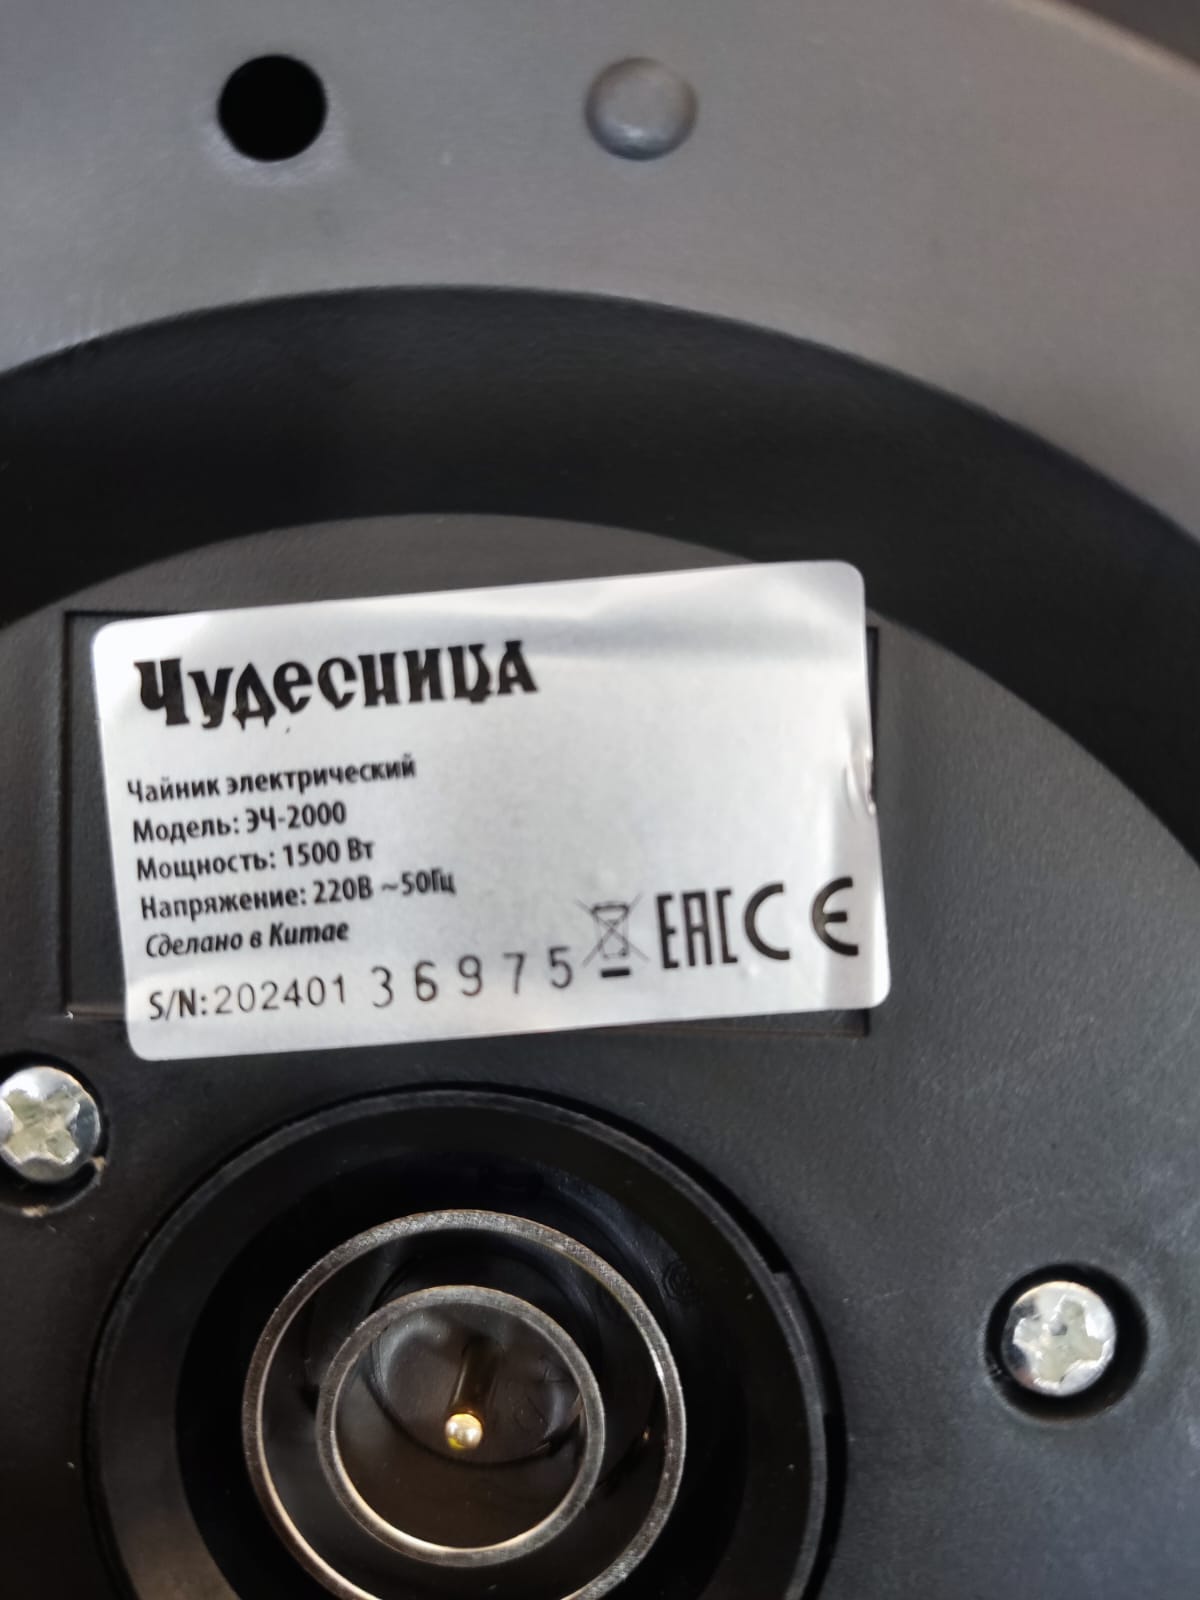 Чудесница
Чайник электрический
Модель: ЭЧ-2000
Мощность: 1500 Вт
Напряжение: 220В ~50Гц
Сделано в Китае
S/N: 202401 36975 EAC CE